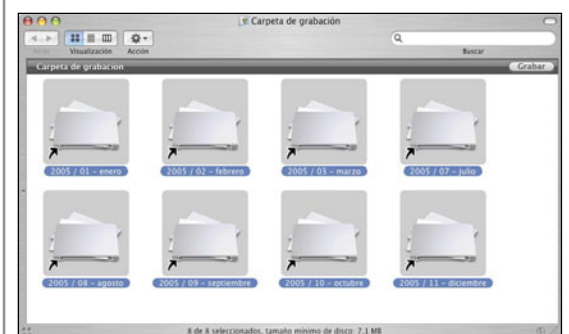 Carpeta de grabación
Atrás Visualización Acción Buscar
Carpeta de grabación Grabar
2005 / 01 - enero 2005 / 02 - febrero 2005 / 03 - marzo 2005 / 07 - julio
2005 / 08 - agosto 2005 / 09 - septiembre 2005 / 10 - octubre 2005 / 11 - diciembre
8 de 8 seleccionados, tamaño mínimo de disco: 7.1 MB